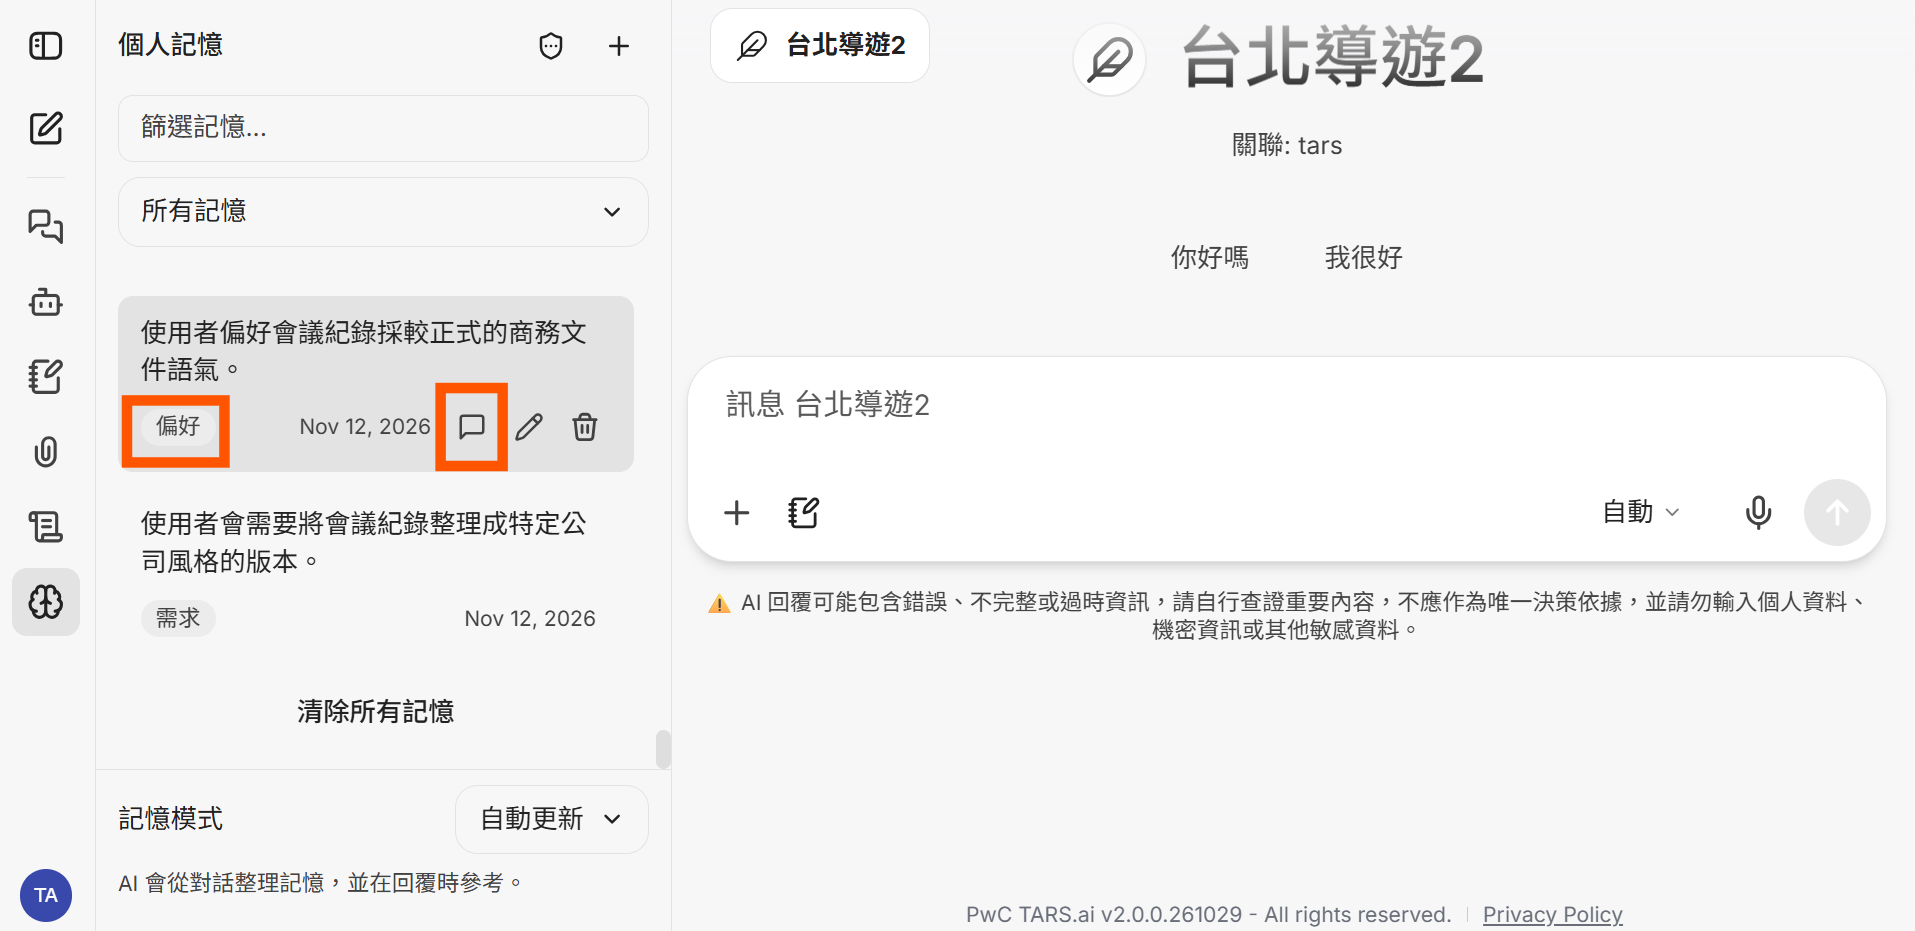 個人記憶
篩選記憶...
所有記憶
使用者偏好會議紀錄採較正式的商務文
件語氣。
偏好
Nov 12, 2026
使用者會需要將會議紀錄整理成特定公
司風格的版本。
需求
Nov 12, 2026
清除所有記憶
記憶模式
自動更新
AI 會從對話整理記憶，並在回覆時參考。
TA
台北導遊2
台北導遊2
關聯: tars
你好嗎
我很好
訊息 台北導遊2
自動
AI 回覆可能包含錯誤、不完整或過時資訊，請自行查證重要內容，不應作為唯一決策依據，並請勿輸入個人資料、
機密資訊或其他敏感資料。
PwC TARS.ai v2.0.0.261029 - All rights reserved.
Privacy Policy